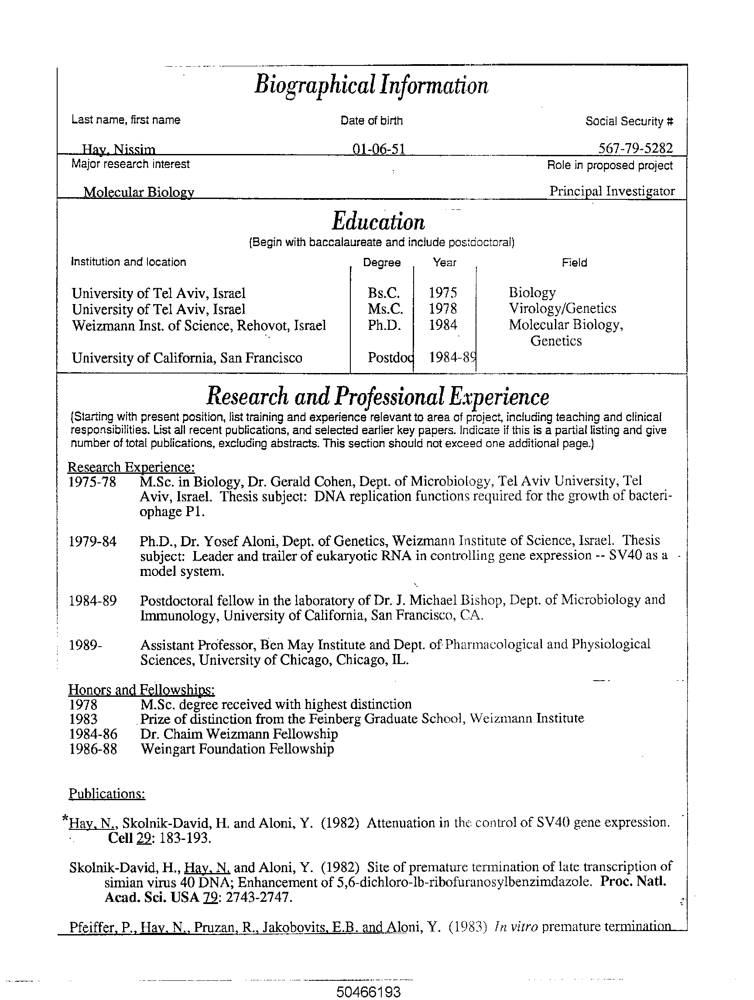 Biographical Information
Last name, first name Date of birth Social Security #
Hay, Nissim 01-06-51 567-79-5282
Major research interest Role in proposed project
Molecular Biology Principal Investigator
Education
(Begin with baccalaureate and include postdoctoral)
Institution and location Degree Year Field
University of Tel Aviv, Israel Bs.C. 1975 Biology
University of Tel Aviv, Israel Ms.C. 1978 Virology/Genetics
Weizmann Inst. of Science, Rehovot, Israel Ph.D. 1984 Molecular Biology,
Genetics
University of California, San Francisco Postdoc 1984-89
Research and Professional Experience
(Starting with present position, list training and experience relevant to area of project, including teaching and clinical
responsibilities. List all recent publications, and selected earlier key papers. Indicate if this is a partial listing and give
number of total publications, excluding abstracts. This section should not exceed one additional page.)
Research Experience:
1975-78 M.Sc. in Biology, Dr. Gerald Cohen, Dept. of Microbiology, Tel Aviv University, Tel
Aviv, Israel. Thesis subject: DNA replication functions required for the growth of bacteri-
ophage P1.
1979-84 Ph.D., Dr. Yosef Aloni, Dept. of Genetics, Weizmann Institute of Science, Israel. Thesis
subject: Leader and trailer of eukaryotic RNA in controlling gene expression -- SV40 as a
model system.
1984-89 Postdoctoral fellow in the laboratory of Dr. J. Michael Bishop, Dept. of Microbiology and
Immunology, University of California, San Francisco, CA.
1989- Assistant Professor, Ben May Institute and Dept. of Pharmacological and Physiological
Sciences, University of Chicago, Chicago, IL.
Honors and Fellowships:
1978 M.Sc. degree received with highest distinction
1983 Prize of distinction from the Feinberg Graduate School, Weizmann Institute
1984-86 Dr. Chaim Weizmann Fellowship
1986-88 Weingart Foundation Fellowship
Publications:
*Hay, N., Skolnik-David, H. and Aloni, Y. (1982) Attenuation in the control of SV40 gene expression.
Cell 29: 183-193.
Skolnik-David, H., Hay, N. and Aloni, Y. (1982) Site of premature termination of late transcription of
simian virus 40 DNA; Enhancement of 5,6-dichloro-lb-ribofuranosylbenzimdazole. Proc. Natl.
Acad. Sci. USA 79: 2743-2747.
Pfeiffer, P., Hay, N., Pruzan, R., Jakobovits, E.B. and Aloni, Y. (1983) In vitro premature termination
50466193